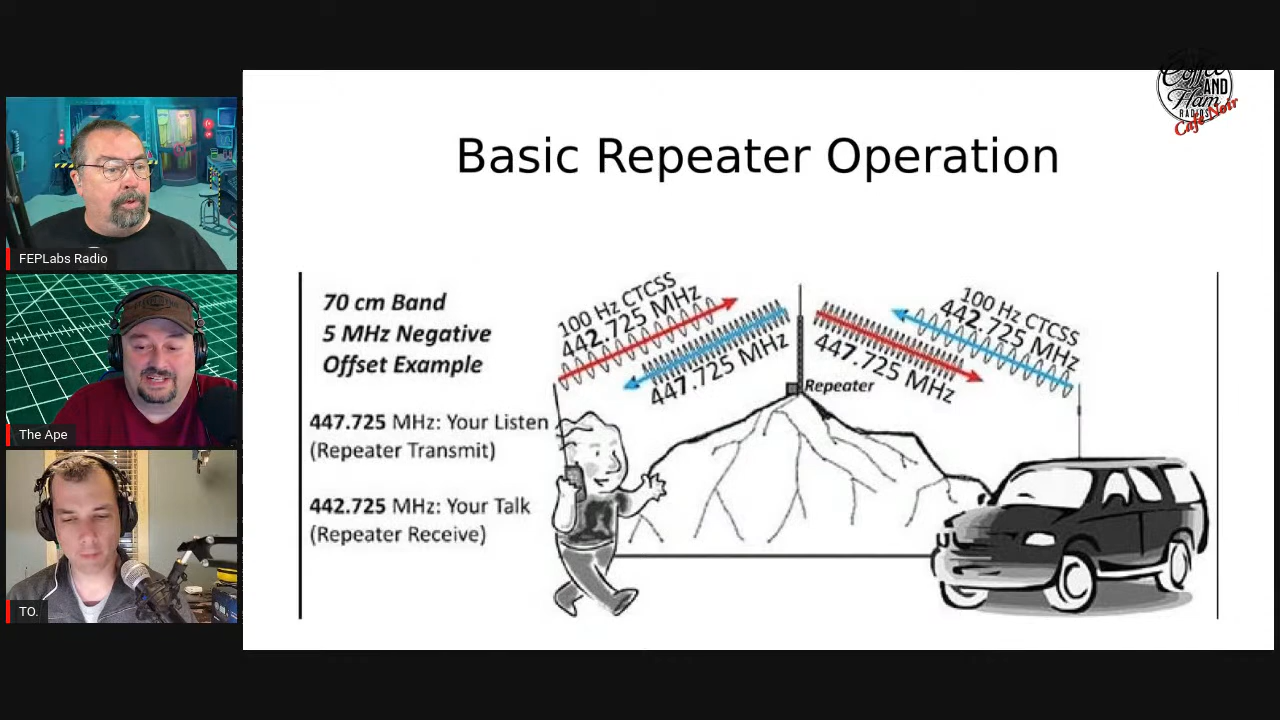 Coffee
AND
Ham
RADIOS
Café Noir
Basic Repeater Operation
FEPLabs Radio
The Ape
TO.
70 cm Band
5 MHz Negative
Offset Example
447.725 MHz: Your Listen
(Repeater Transmit)
442.725 MHz: Your Talk
(Repeater Receive)
100 Hz CTCSS
442.725 MHz
447.725 MHz
Repeater
447.725 MHz
100 Hz CTCSS
442.725 MHz